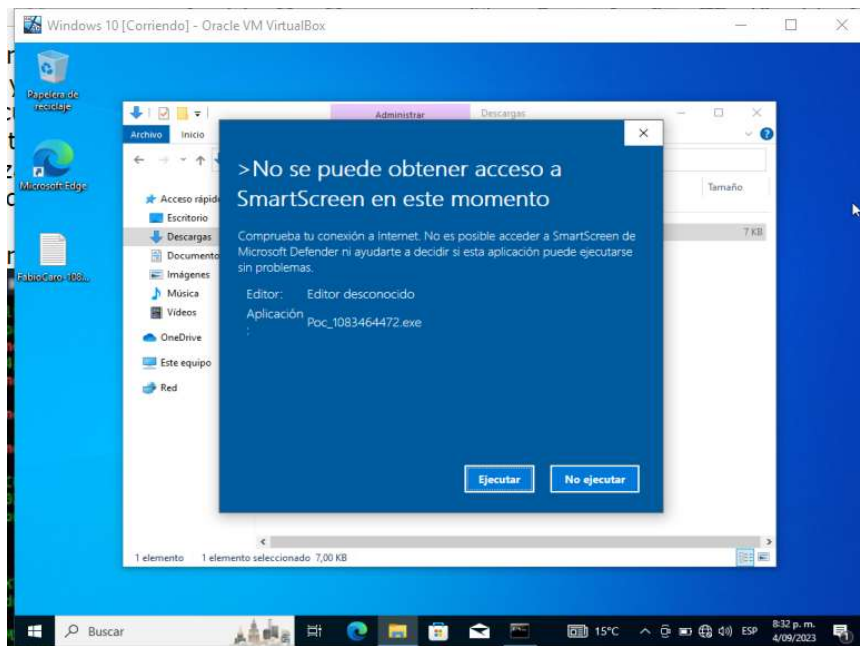 Windows 10 [Corriendo] - Oracle VM VirtualBox
Papelera de
reciclaje
Microsoft Edge
FabioCaro-108...
Administrar
Descargas
Archivo
Inicio
Tamaño
Acceso rápid
Escritorio
Descargas
7 KB
Documento
Imágenes
Música
Vídeos
OneDrive
Este equipo
Red
>No se puede obtener acceso a
SmartScreen en este momento
Comprueba tu conexión a Internet. No es posible acceder a SmartScreen de
Microsoft Defender ni ayudarte a decidir si esta aplicación puede ejecutarse
sin problemas.
Editor: Editor desconocido
Aplicación
: Poc_1083464472.exe
Ejecutar
No ejecutar
1 elemento
1 elemento seleccionado 7,00 KB
Buscar
15°C
ESP
8:32 p. m.
4/09/2023